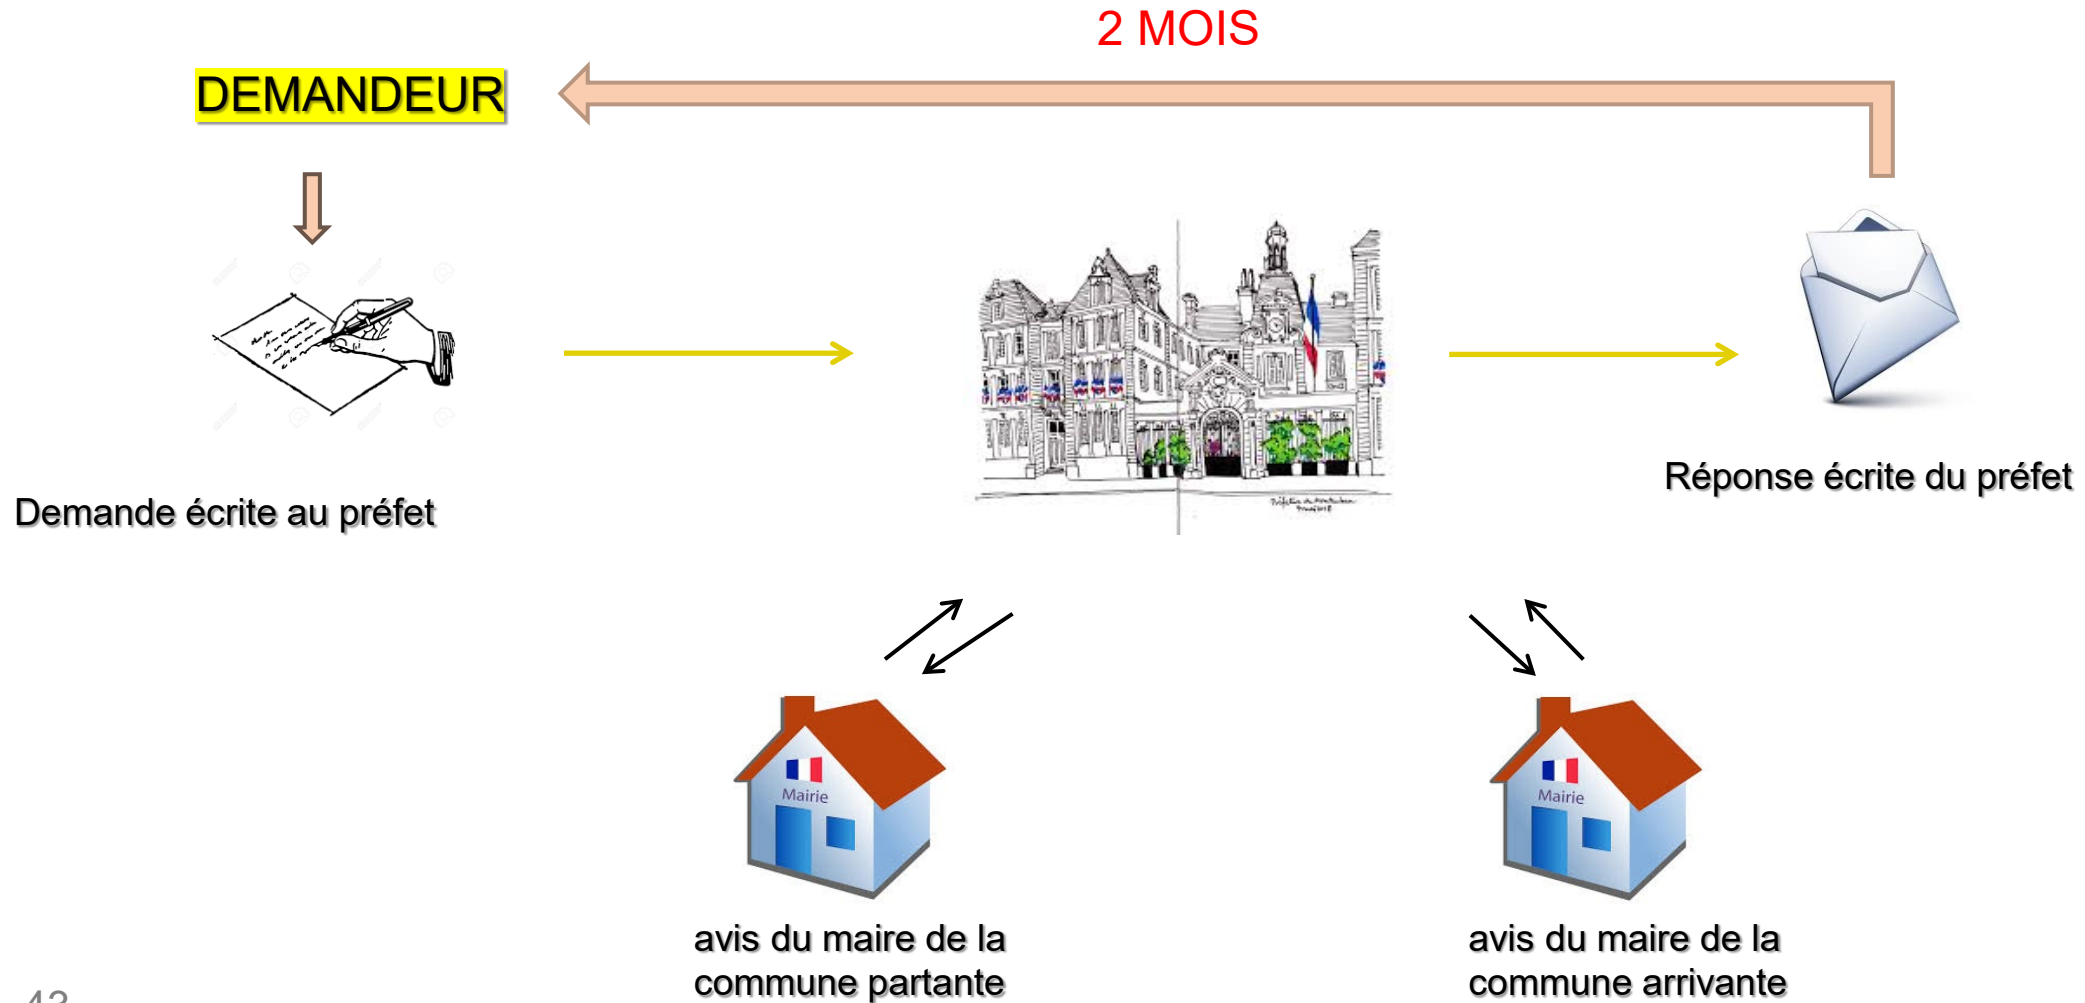 2 MOIS
DEMANDEUR
Demande écrite au préfet
Réponse écrite du préfet
Mairie
Mairie
avis du maire de la
commune partante
avis du maire de la
commune arrivante